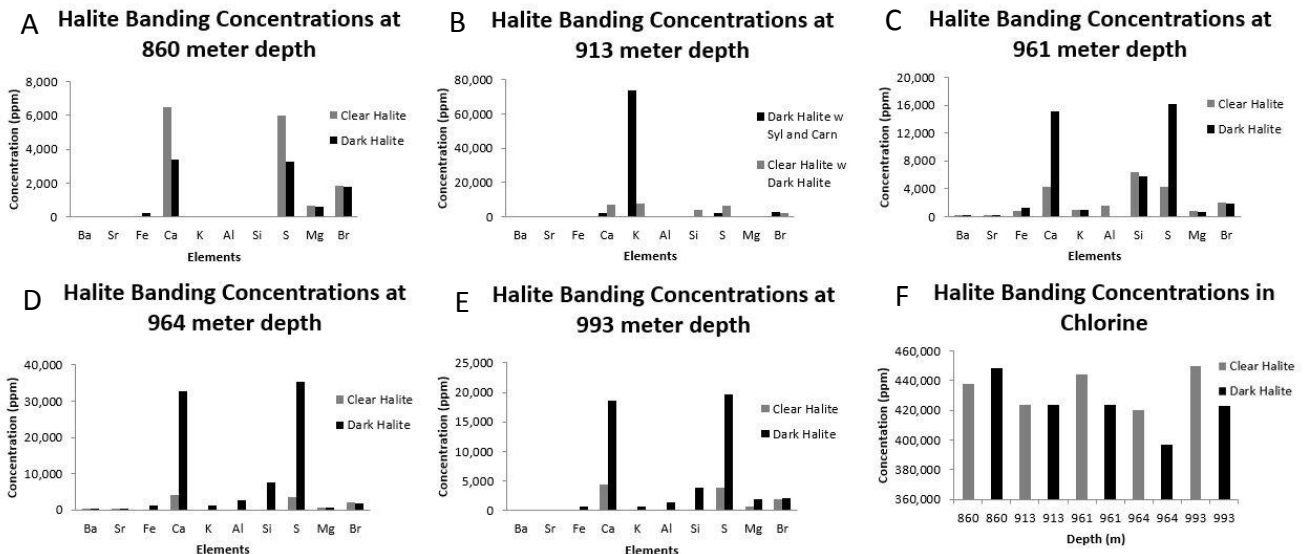 A
Halite Banding Concentrations at
860 meter depth
Concentration (ppm)
8,000
6,000
4,000
2,000
0
Clear Halite
Dark Halite
Ba Sr Fe Ca K Al Si S Mg Br
Elements
B
Halite Banding Concentrations at
913 meter depth
Concentration (ppm)
80,000
60,000
40,000
20,000
0
Dark Halite w
Syl and Carn
Clear Halite w
Dark Halite
Ba Sr Fe Ca K Al Si S Mg Br
Elements
C
Halite Banding Concentrations at
961 meter depth
Concentration (ppm)
20,000
16,000
12,000
8,000
4,000
0
Clear Halite
Dark Halite
Ba Sr Fe Ca K Al Si S Mg Br
Elements
D
Halite Banding Concentrations at
964 meter depth
Concentration (ppm)
40,000
30,000
20,000
10,000
0
Clear Halite
Dark Halite
Ba Sr Fe Ca K Al Si S Mg Br
Elements
E
Halite Banding Concentrations at
993 meter depth
Concentration (ppm)
25,000
20,000
15,000
10,000
5,000
0
Clear Halite
Dark Halite
Ba Sr Fe Ca K Al Si S Mg Br
Elements
F
Halite Banding Concentrations in
Chlorine
Concentation (ppm)
460,000
440,000
420,000
400,000
380,000
360,000
Clear Halite
Dark Halite
860 860 913 913 961 961 964 964 993 993
Depth (m)